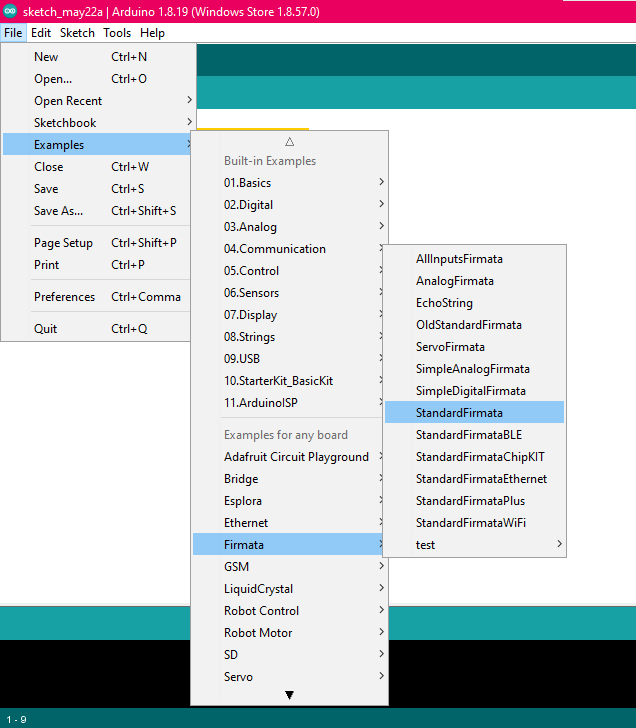 sketch_may22a | Arduino 1.8.19 (Windows Store 1.8.57.0)
File Edit Sketch Tools Help
New Ctrl+N
Open... Ctrl+O
Open Recent
Sketchbook
Examples
Close Ctrl+W
Save Ctrl+S
Save As... Ctrl+Shift+S
Page Setup Ctrl+Shift+P
Print Ctrl+P
Preferences Ctrl+Comma
Quit Ctrl+Q
Built-in Examples
01.Basics
02.Digital
03.Analog
04.Communication
05.Control
06.Sensors
07.Display
08.Strings
09.USB
10.StarterKit_BasicKit
11.ArduinoISP
Examples for any board
Adafruit Circuit Playground
Bridge
Esplora
Ethernet
Firmata
GSM
LiquidCrystal
Robot Control
Robot Motor
SD
Servo
AllInputsFirmata
AnalogFirmata
EchoString
OldStandardFirmata
ServoFirmata
SimpleAnalogFirmata
SimpleDigitalFirmata
StandardFirmata
StandardFirmataBLE
StandardFirmataChipKIT
StandardFirmataEthernet
StandardFirmataPlus
StandardFirmataWiFi
test
1 - 9